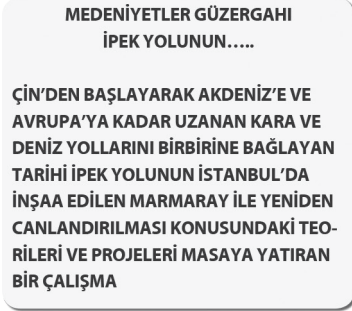 MEDENİYETLER GÜZERGAHI
İPEK YOLUNUN.....
ÇİN'DEN BAŞLAYARAK AKDENİZ'E VE
AVRUPA'YA KADAR UZANAN KARA VE
DENİZ YOLLARINI BİRBİRİNE BAĞLAYAN
TARİHİ İPEK YOLUNUN İSTANBUL'DA
İNŞAA EDİLEN MARMARAY İLE YENİDEN
CANLANDIRILMASI KONUSUNDAKİ TEO-
RİLERİ VE PROJELERİ MASAYA YATIRAN
BİR ÇALIŞMA